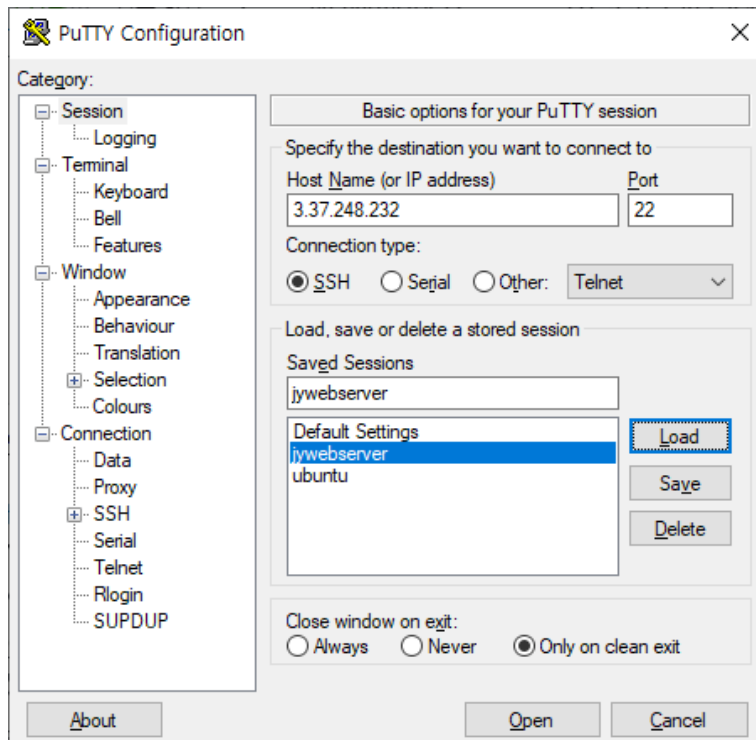 PuTTY Configuration
Category:
Session
Logging
Terminal
Keyboard
Bell
Features
Window
Appearance
Behaviour
Translation
Selection
Colours
Connection
Data
Proxy
SSH
Serial
Telnet
Rlogin
SUPDUP
Basic options for your PuTTY session
Specify the destination you want to connect to
Host Name (or IP address) Port
3.37.248.232 22
Connection type:
SSH Serial Other: Telnet
Load, save or delete a stored session
Saved Sessions
jywebserver
Default Settings
jywebserver
ubuntu
Load
Save
Delete
Close window on exit:
Always Never Only on clean exit
About Open Cancel